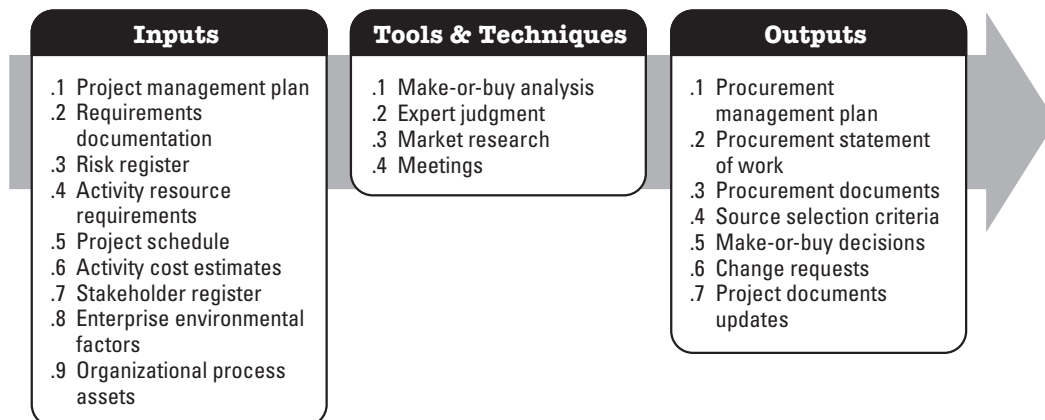 Inputs
.1 Project management plan
.2 Requirements
documentation
.3 Risk register
.4 Activity resource
requirements
.5 Project schedule
.6 Activity cost estimates
.7 Stakeholder register
.8 Enterprise environmental
factors
.9 Organizational process
assets
Tools & Techniques
.1 Make-or-buy analysis
.2 Expert judgment
.3 Market research
.4 Meetings
Outputs
.1 Procurement
management plan
.2 Procurement statement
of work
.3 Procurement documents
.4 Source selection criteria
.5 Make-or-buy decisions
.6 Change requests
.7 Project documents
updates